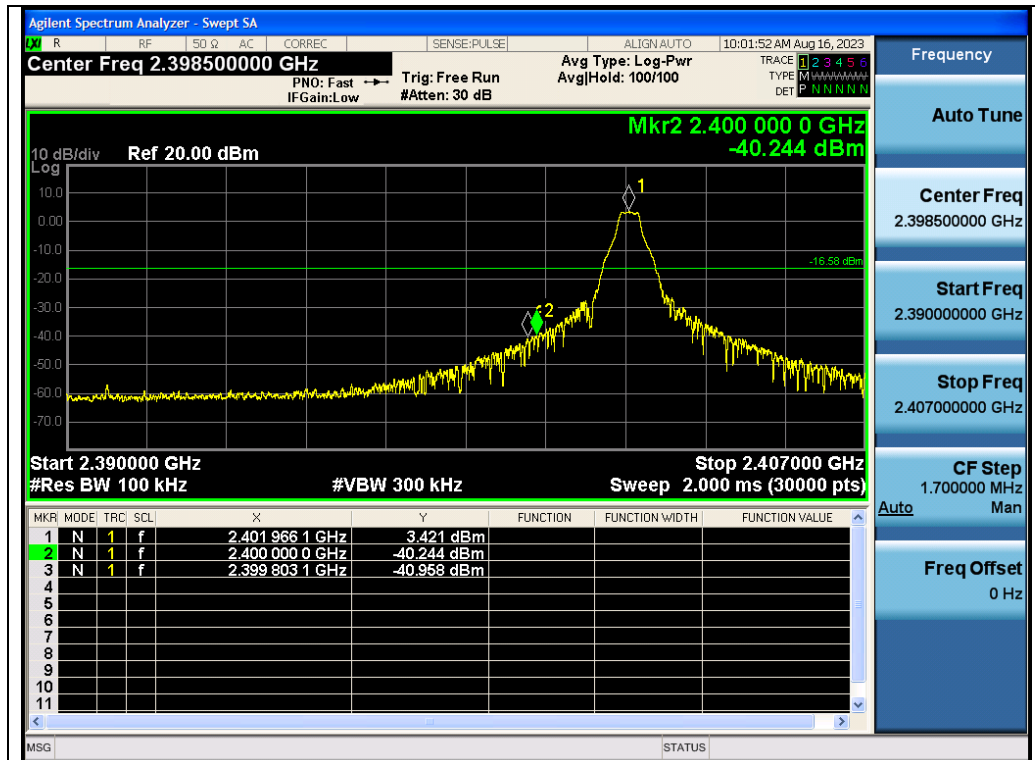 Agilent Spectrum Analyzer - Swept SA
LXI R RF 50 Ω AC CORREC SENSE:PULSE ALIGN AUTO 10:01:52 AM Aug 16, 2023
Center Freq 2.398500000 GHz
PNO: Fast
IFGain:Low
Trig: Free Run
#Atten: 30 dB
Avg Type: Log-Pwr
Avg|Hold: 100/100
TRACE 1 2 3 4 5 6
TYPE M
DET P N N N N N
Mkr2 2.400 000 0 GHz
-40.244 dBm
10 dB/div Ref 20.00 dBm
Log
10.0
0.00
-10.0
-20.0
-30.0
-40.0
-50.0
-60.0
-70.0
1
2
-16.58 dBm
Start 2.390000 GHz Stop 2.407000 GHz
#Res BW 100 kHz #VBW 300 kHz Sweep 2.000 ms (30000 pts)
MKR MODE TRC SCL X Y FUNCTION FUNCTION WIDTH FUNCTION VALUE
1 N 1 f 2.401 966 1 GHz 3.421 dBm
2 N 1 f 2.400 000 0 GHz -40.244 dBm
3 N 1 f 2.399 803 1 GHz -40.958 dBm
4
5
6
7
8
9
10
11
MSG STATUS
Frequency
Auto Tune
Center Freq
2.398500000 GHz
Start Freq
2.390000000 GHz
Stop Freq
2.407000000 GHz
CF Step
1.700000 MHz
Auto Man
Freq Offset
0 Hz